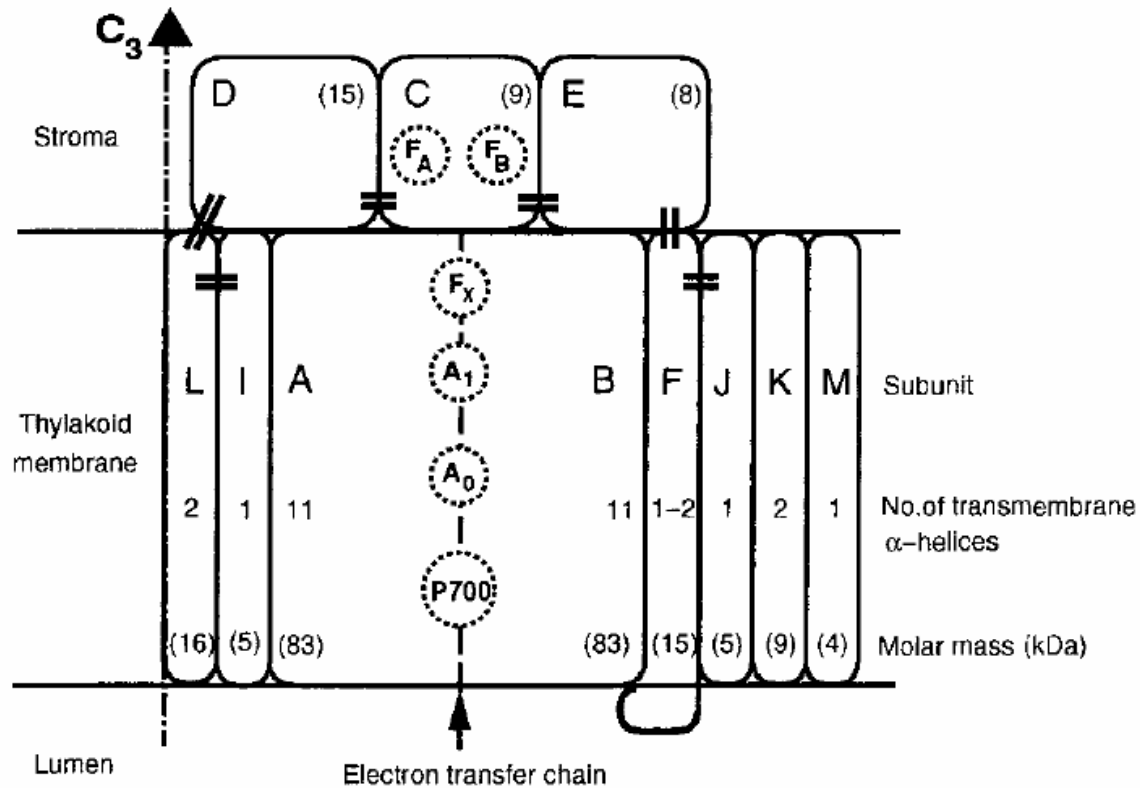 C3
D (15) C (9) E (8)
Stroma
FA FB
FX
A1
L I A B F J K M Subunit
Thylakoid
membrane
A0
2 1 11 11 1–2 1 2 1 No.of transmembrane
α–helices
P700
(16) (5) (83) (83) (15) (5) (9) (4) Molar mass (kDa)
Lumen
Electron transfer chain